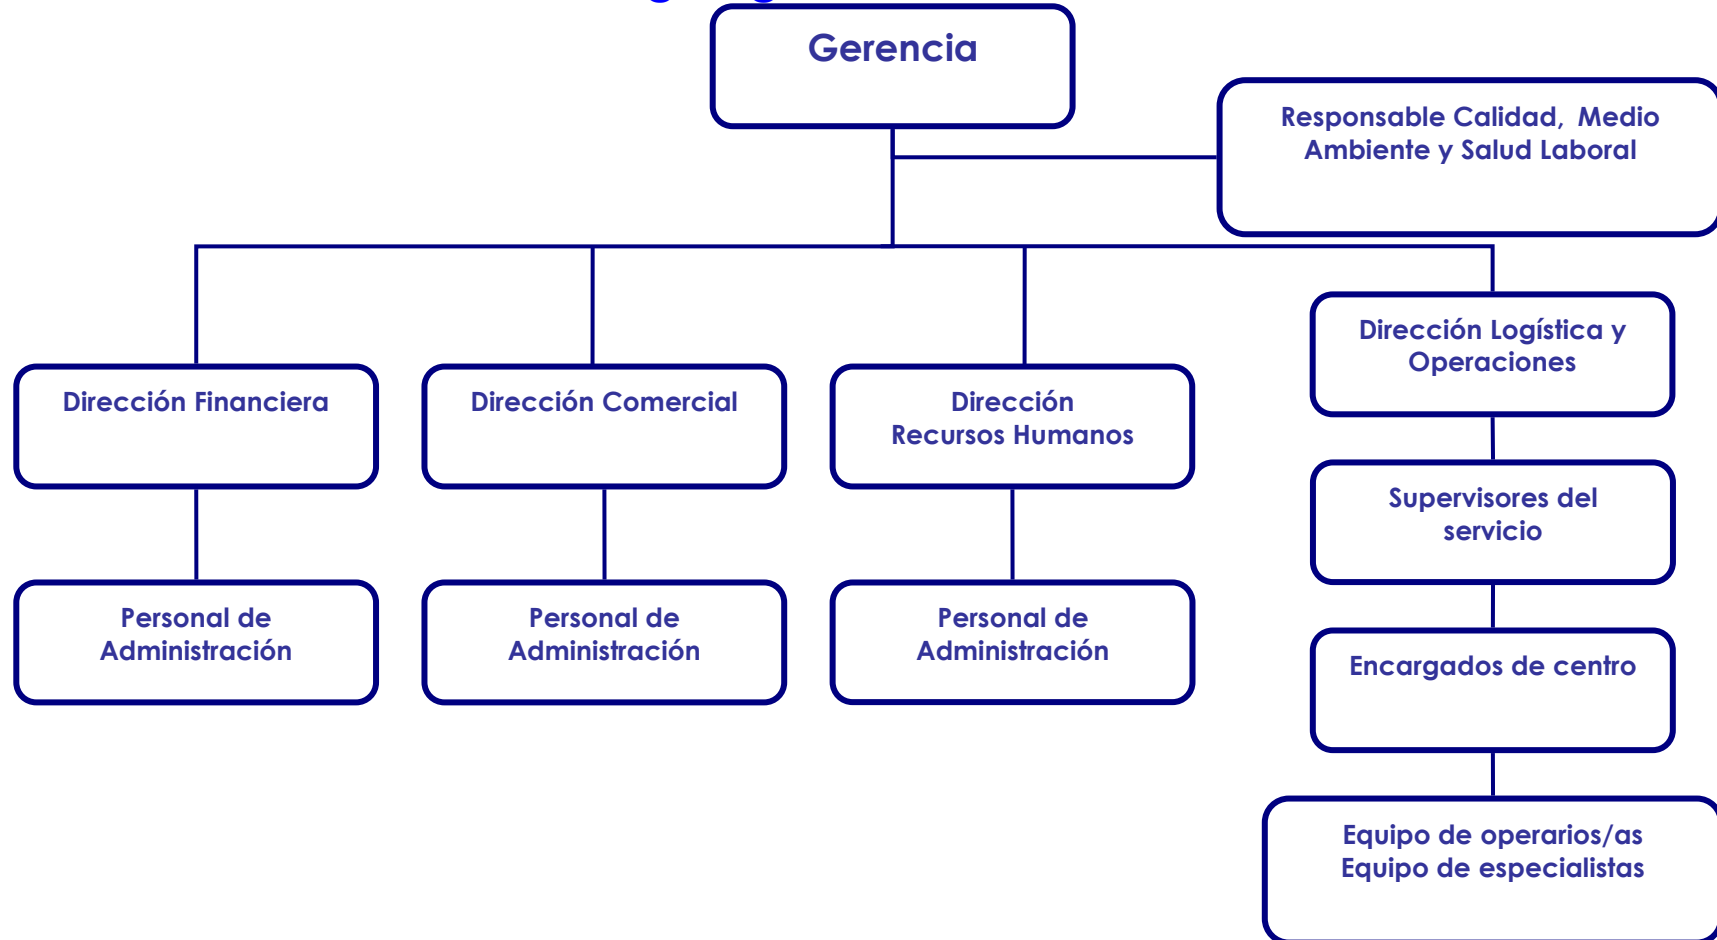 Gerencia
Responsable Calidad, Medio
Ambiente y Salud Laboral
Dirección Logística y
Operaciones
Dirección Financiera
Dirección Comercial
Dirección
Recursos Humanos
Supervisores del
servicio
Personal de
Administración
Personal de
Administración
Personal de
Administración
Encargados de centro
Equipo de operarios/as
Equipo de especialistas